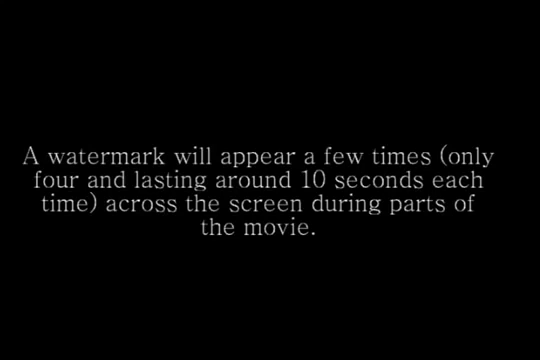 A watermark will appear a few times (only
four and lasting around 10 seconds each
time) across the screen during parts of
the movie.